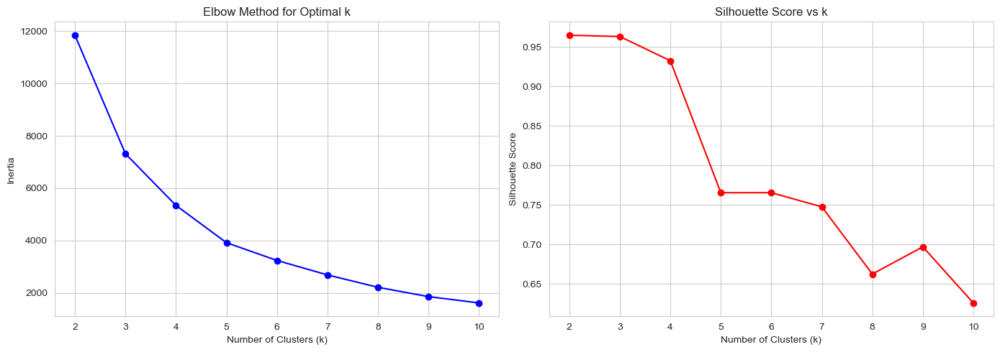 Elbow Method for Optimal k
12000
10000
8000
6000
4000
2000
Inertia
2 3 4 5 6 7 8 9 10
Number of Clusters (k)
Silhouette Score vs k
0.95
0.90
0.85
0.80
0.75
0.70
0.65
Silhouette Score
2 3 4 5 6 7 8 9 10
Number of Clusters (k)